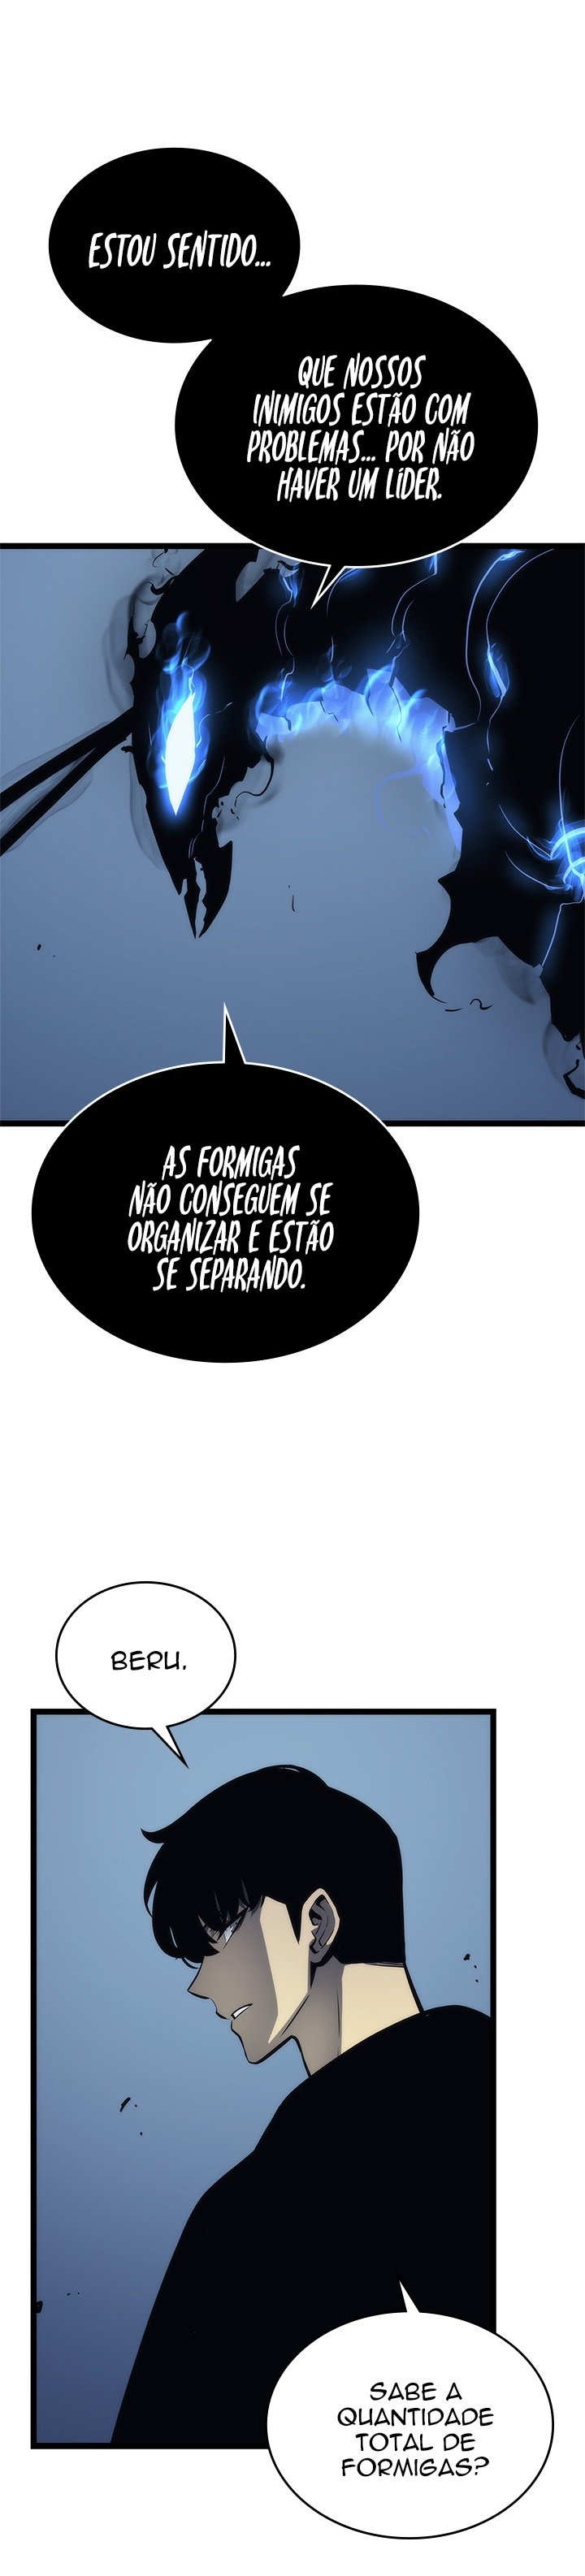 ESTOU SENTIDO...
QUE NOSSOS
INIMIGOS ESTÃO COM
PROBLEMAS... POR NÃO
HAVER UM LÍDER.
AS FORMIGAS
NÃO CONSEGUEM SE
ORGANIZAR E ESTÃO
SE SEPARANDO.
BERU.
SABE A
QUANTIDADE
TOTAL DE
FORMIGAS?